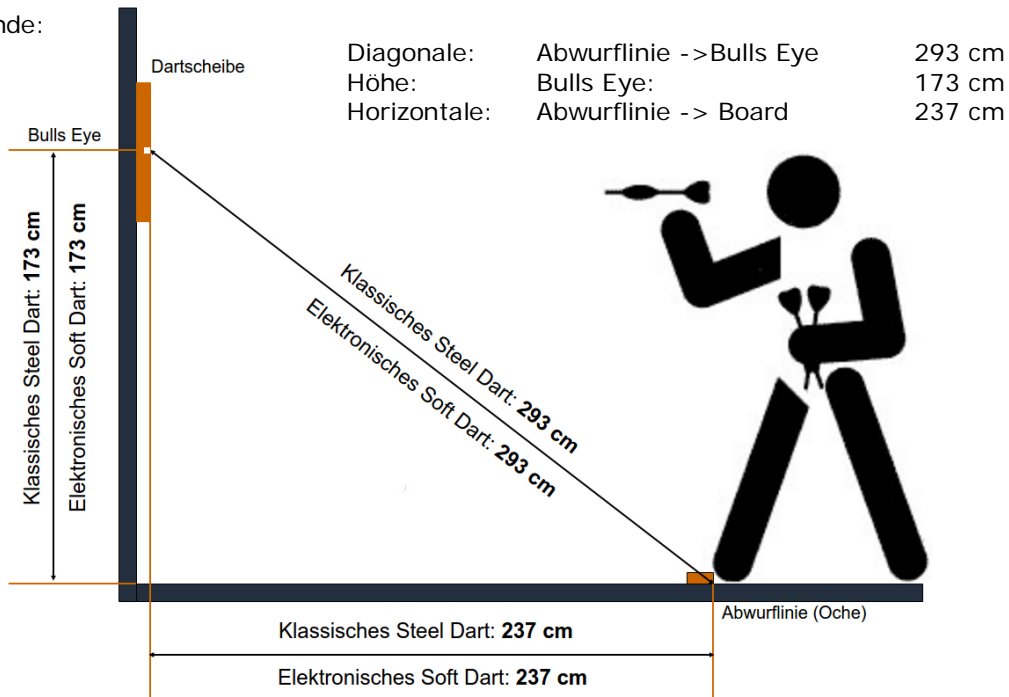 nde:
Diagonale: Abwurflinie ->Bulls Eye 293 cm
Höhe: Bulls Eye: 173 cm
Horizontale: Abwurflinie -> Board 237 cm
Dartscheibe
Bulls Eye
Klassisches Steel Dart: 173 cm
Elektronisches Soft Dart: 173 cm
Klassisches Steel Dart: 293 cm
Elektronisches Soft Dart: 293 cm
Abwurflinie (Oche)
Klassisches Steel Dart: 237 cm
Elektronisches Soft Dart: 237 cm